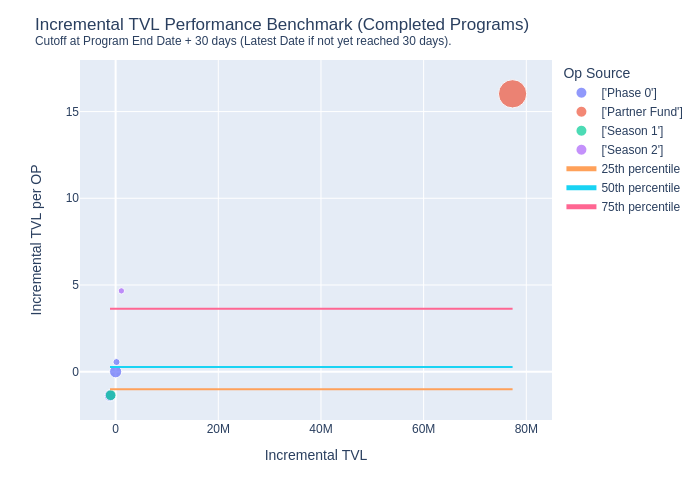 Incremental TVL Performance Benchmark (Completed Programs)
Cutoff at Program End Date + 30 days (Latest Date if not yet reached 30 days).
Op Source
['Phase 0']
['Partner Fund']
['Season 1']
['Season 2']
25th percentile
50th percentile
75th percentile
Incremental TVL per OP
15
10
5
0
0
20M
40M
60M
80M
Incremental TVL